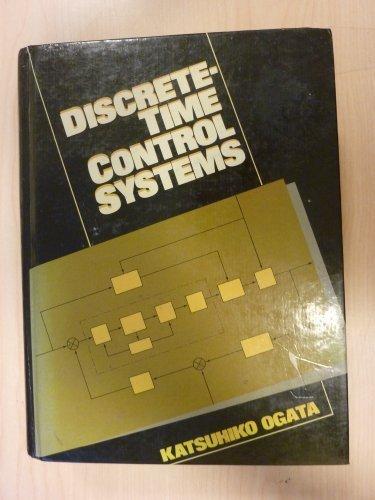 DISCRETE-
TIME
CONTROL
SYSTEMS
KATSUHIKO OGATA